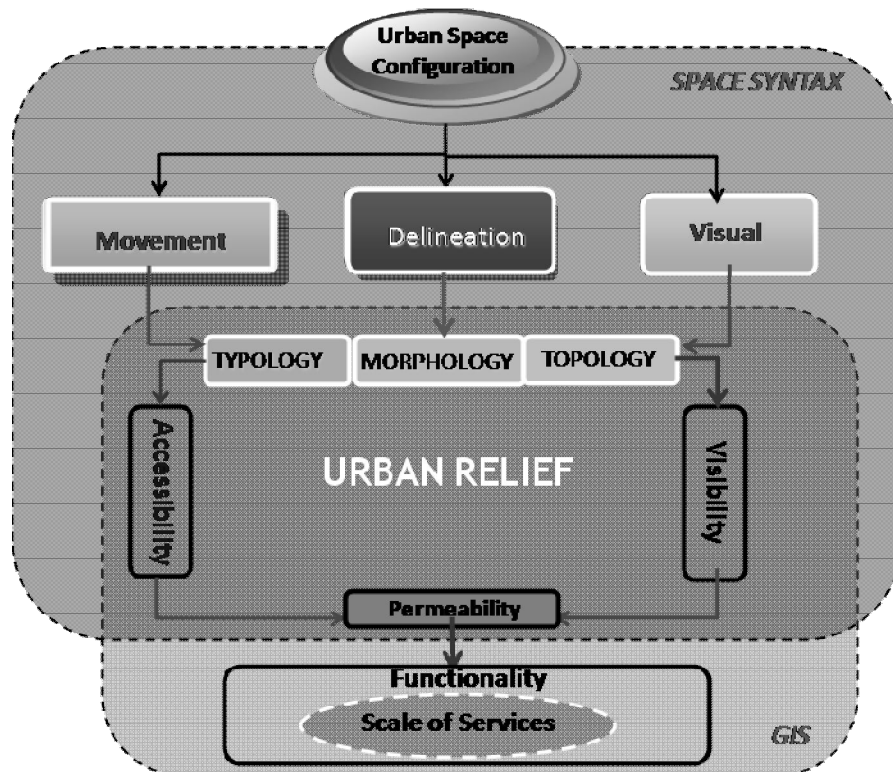 Urban Space
Configuration
SPACE SYNTAX
Movement
Delineation
Visual
TYPOLOGY
MORPHOLOGY
TOPOLOGY
Accessibility
URBAN RELIEF
Visibility
Permeability
Functionality
Scale of Services
GIS